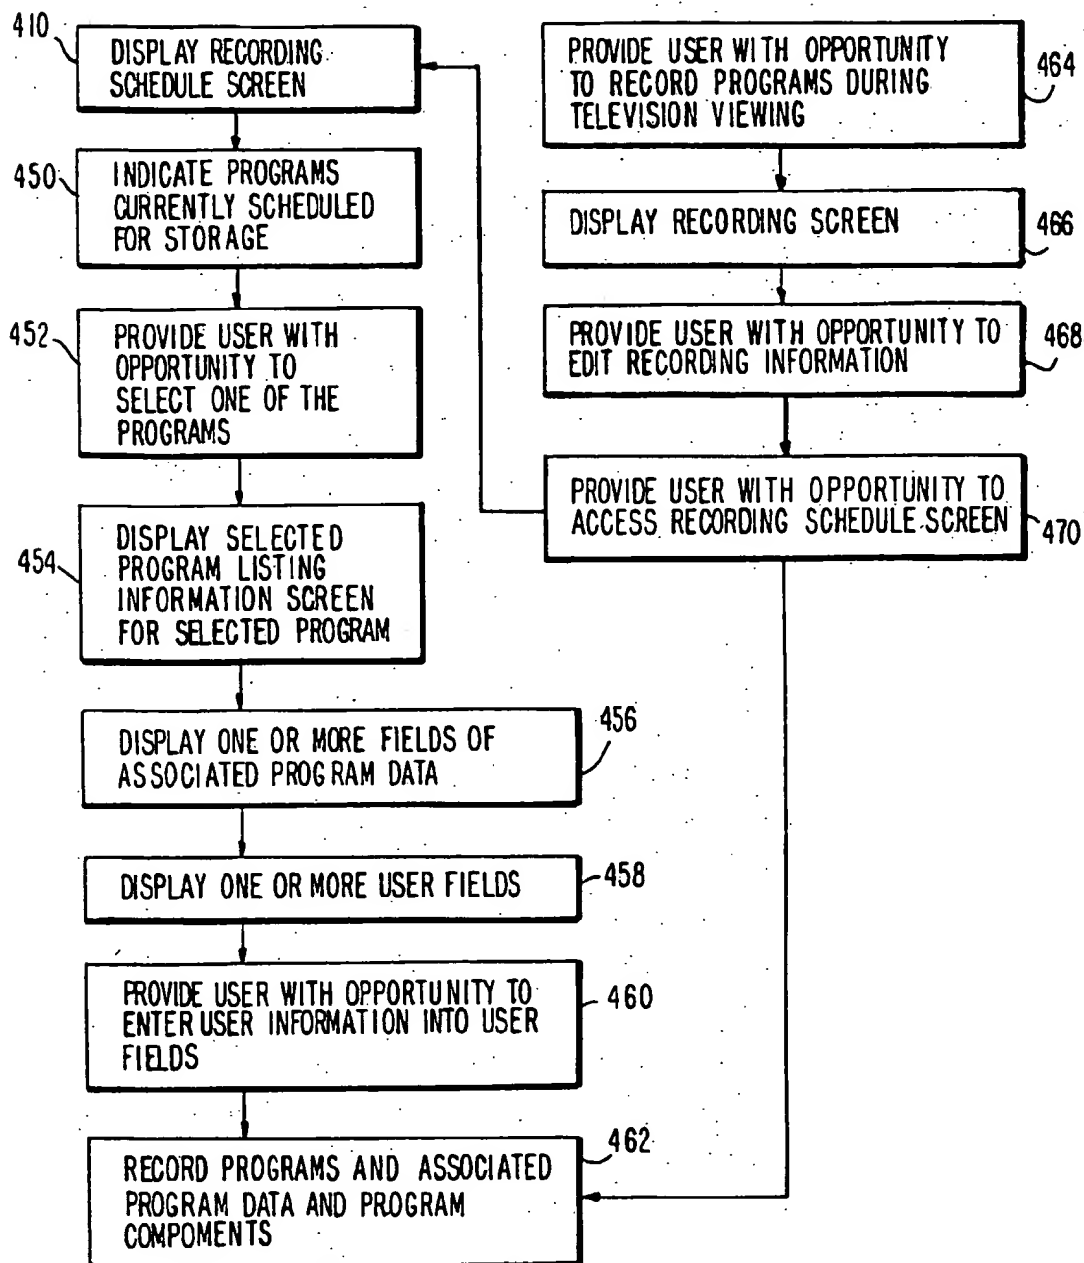 410
DISPLAY RECORDING
SCHEDULE SCREEN
450
INDICATE PROGRAMS
CURRENTLY SCHEDULED
FOR STORAGE
452
PROVIDE USER WITH
OPPORTUNITY TO
SELECT ONE OF THE
PROGRAMS
454
DISPLAY SELECTED
PROGRAM LISTING
INFORMATION SCREEN
FOR SELECTED PROGRAM
DISPLAY ONE OR MORE FIELDS OF
ASSOCIATED PROGRAM DATA
456
DISPLAY ONE OR MORE USER FIELDS
458
PROVIDE USER WITH OPPORTUNITY TO
ENTER USER INFORMATION INTO USER
FIELDS
460
RECORD PROGRAMS AND ASSOCIATED
PROGRAM DATA AND PROGRAM
COMPOMENTS
462
PROVIDE USER WITH OPPORTUNITY
TO RECORD PROGRAMS DURING
TELEVISION VIEWING
464
DISPLAY RECORDING SCREEN
466
PROVIDE USER WITH OPPORTUNITY TO
EDIT RECORDING INFORMATION
468
PROVIDE USER WITH OPPORTUNITY TO
ACCESS RECORDING SCHEDULE SCREEN
470